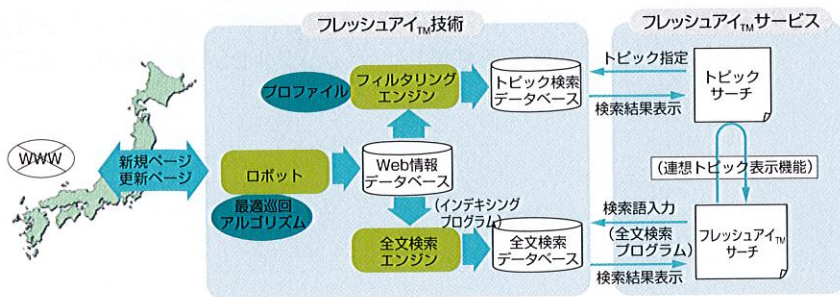 フレッシュアイTM技術
フレッシュアイTMサービス
WWW
新規ページ
更新ページ
ロボット
最適巡回
アルゴリズム
プロファイル
フィルタリング
エンジン
トピック検索
データベース
Web情報
データベース
(インデキシング
プログラム)
全文検索
エンジン
全文検索
データベース
トピック指定
検索結果表示
トピック
サーチ
(連想トピック表示機能)
検索語入力
(全文検索
プログラム)
検索結果表示
フレッシュアイTM
サーチ